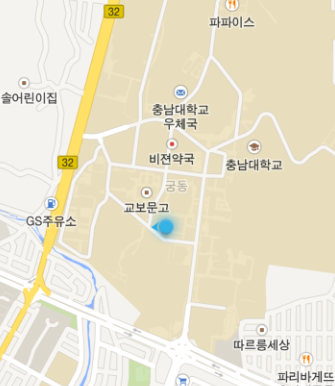 32
파파이스
솔어린이집
충남대학교
우체국
비젼약국
32
충남대학교
궁동
교보문고
GS주유소
따르릉세상
파리바게뜨